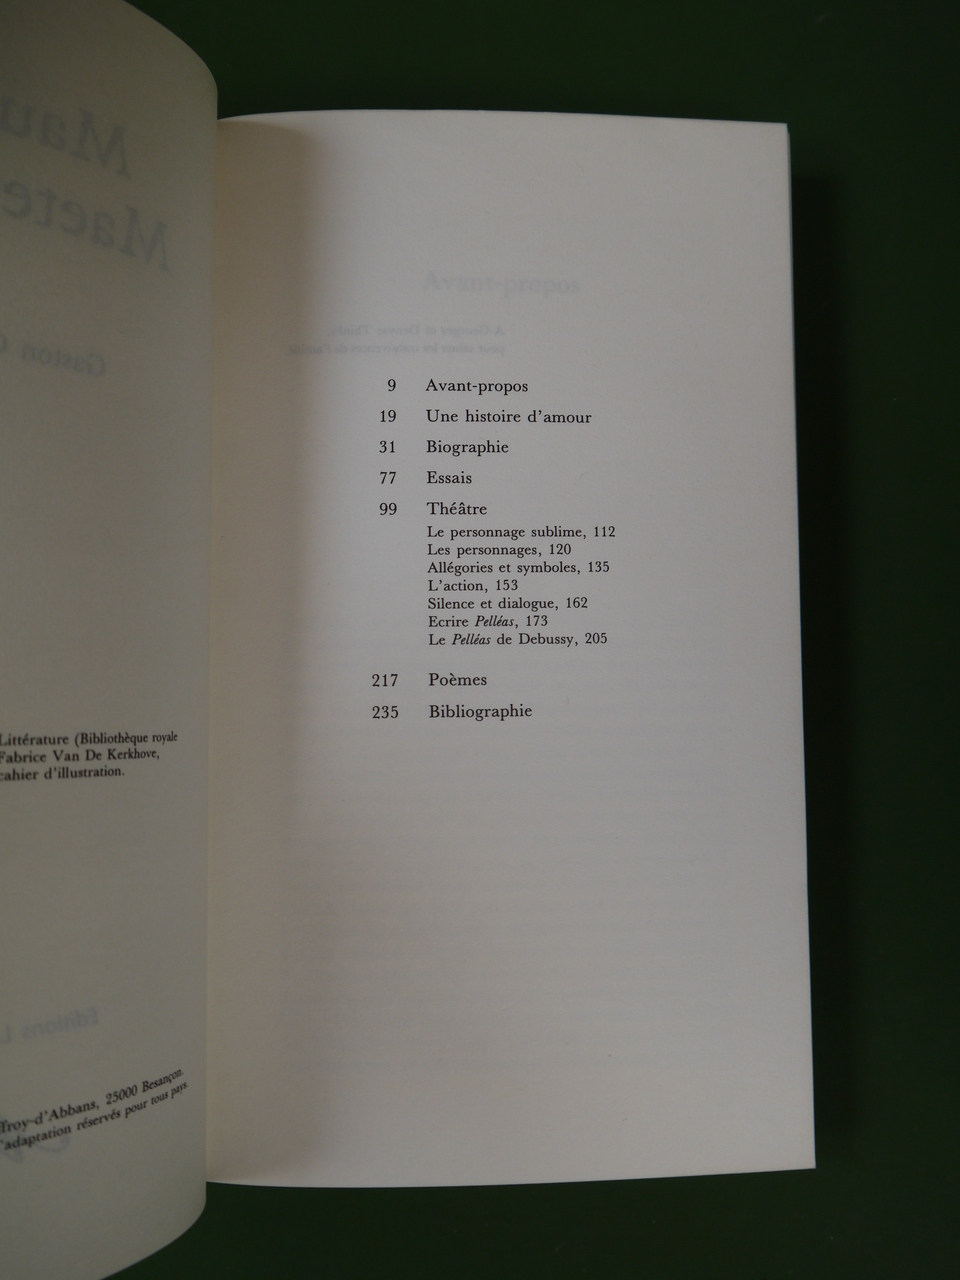 Littérature (Bibliothèque royale
Fabrice Van De Kerkhove,
cahier d'illustration.
Troy-d'Abbans, 25000 Besançon.
'adaptation réservés pour tous pays.
9 Avant-propos
19 Une histoire d'amour
31 Biographie
77 Essais
99 Théâtre
Le personnage sublime, 112
Les personnages, 120
Allégories et symboles, 135
L'action, 153
Silence et dialogue, 162
Ecrire Pelléas, 173
Le Pelléas de Debussy, 205
217 Poèmes
235 Bibliographie